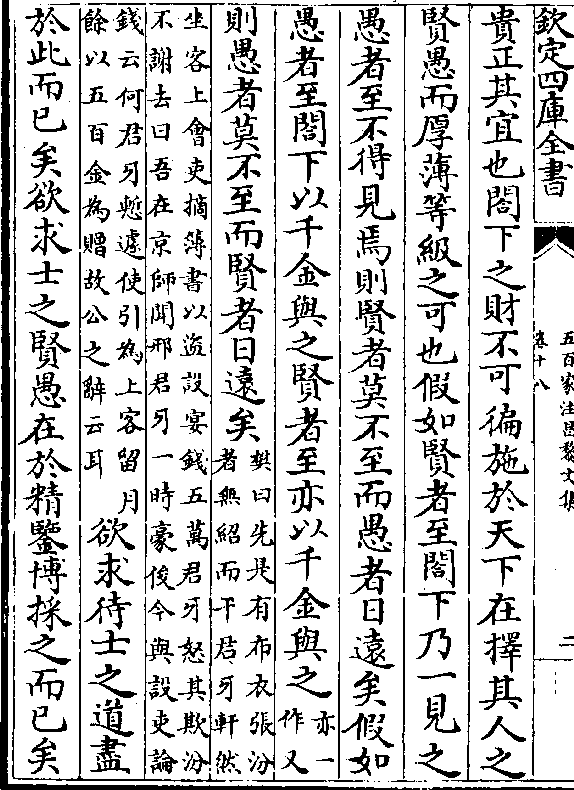 欽定四庫全書
五百家注昌黎文集
卷十八
二
貴正其宜也閤下之財不可徧施於天下在擇其人之
賢愚而厚薄等級之可也假如賢者至閤下乃一見之
愚者至不得見焉則賢者莫不至而愚者日遠矣假如
愚者至閤下以千金與之賢者至亦以千金與之
亦一
作又
則愚者莫不至而賢者日遠矣
樊曰先是有布衣張汾
者無紹而干君牙軒然
坐客上會吏摘簿書以盜設宴錢五萬君牙怒其欺汾
不謝去曰吾在京師聞邢君牙一時豪俊今與設吏論
錢云何君牙慙遽使引為上客留月
餘以五百金為贈故公之辭云耳
欲求待士之道盡
於此而已矣欲求士之賢愚在於精鑒博採之而已矣